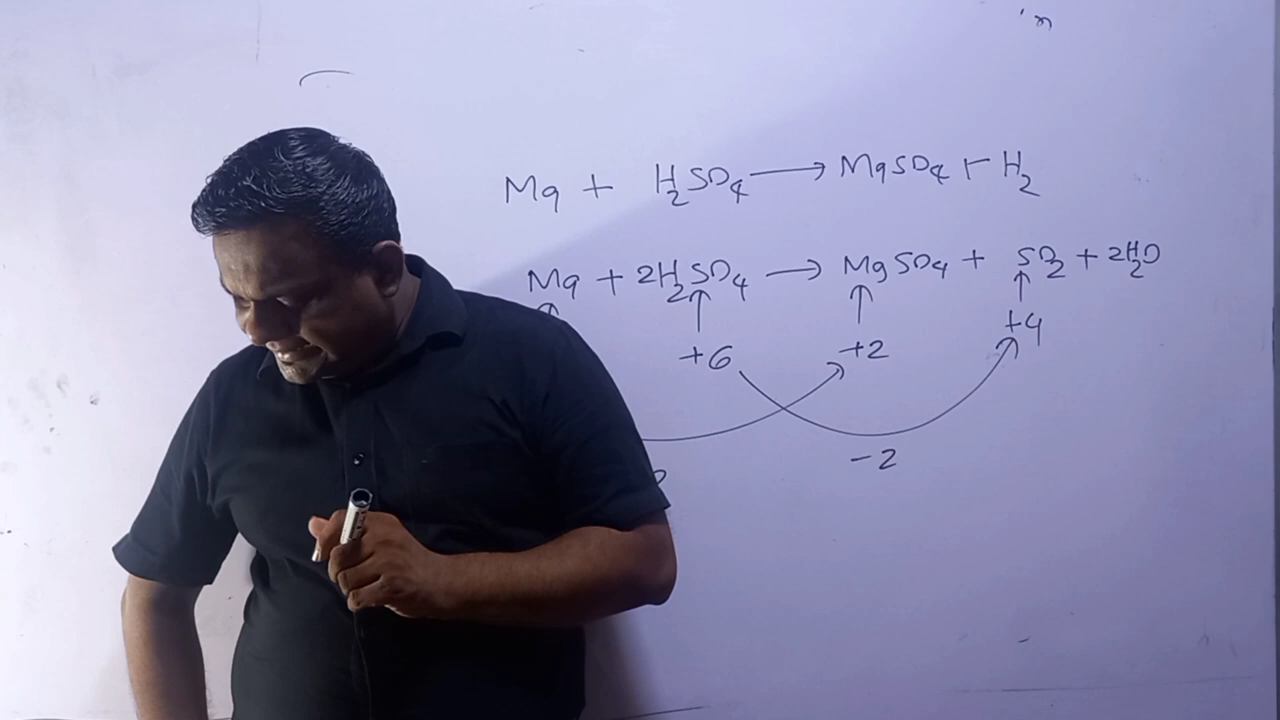 Mg + H₂SO₄ → MgSO₄ + H₂
Mg + 2H₂SO₄ → MgSO₄ + SO₂ + 2H₂O
+6 +2 +4
-2